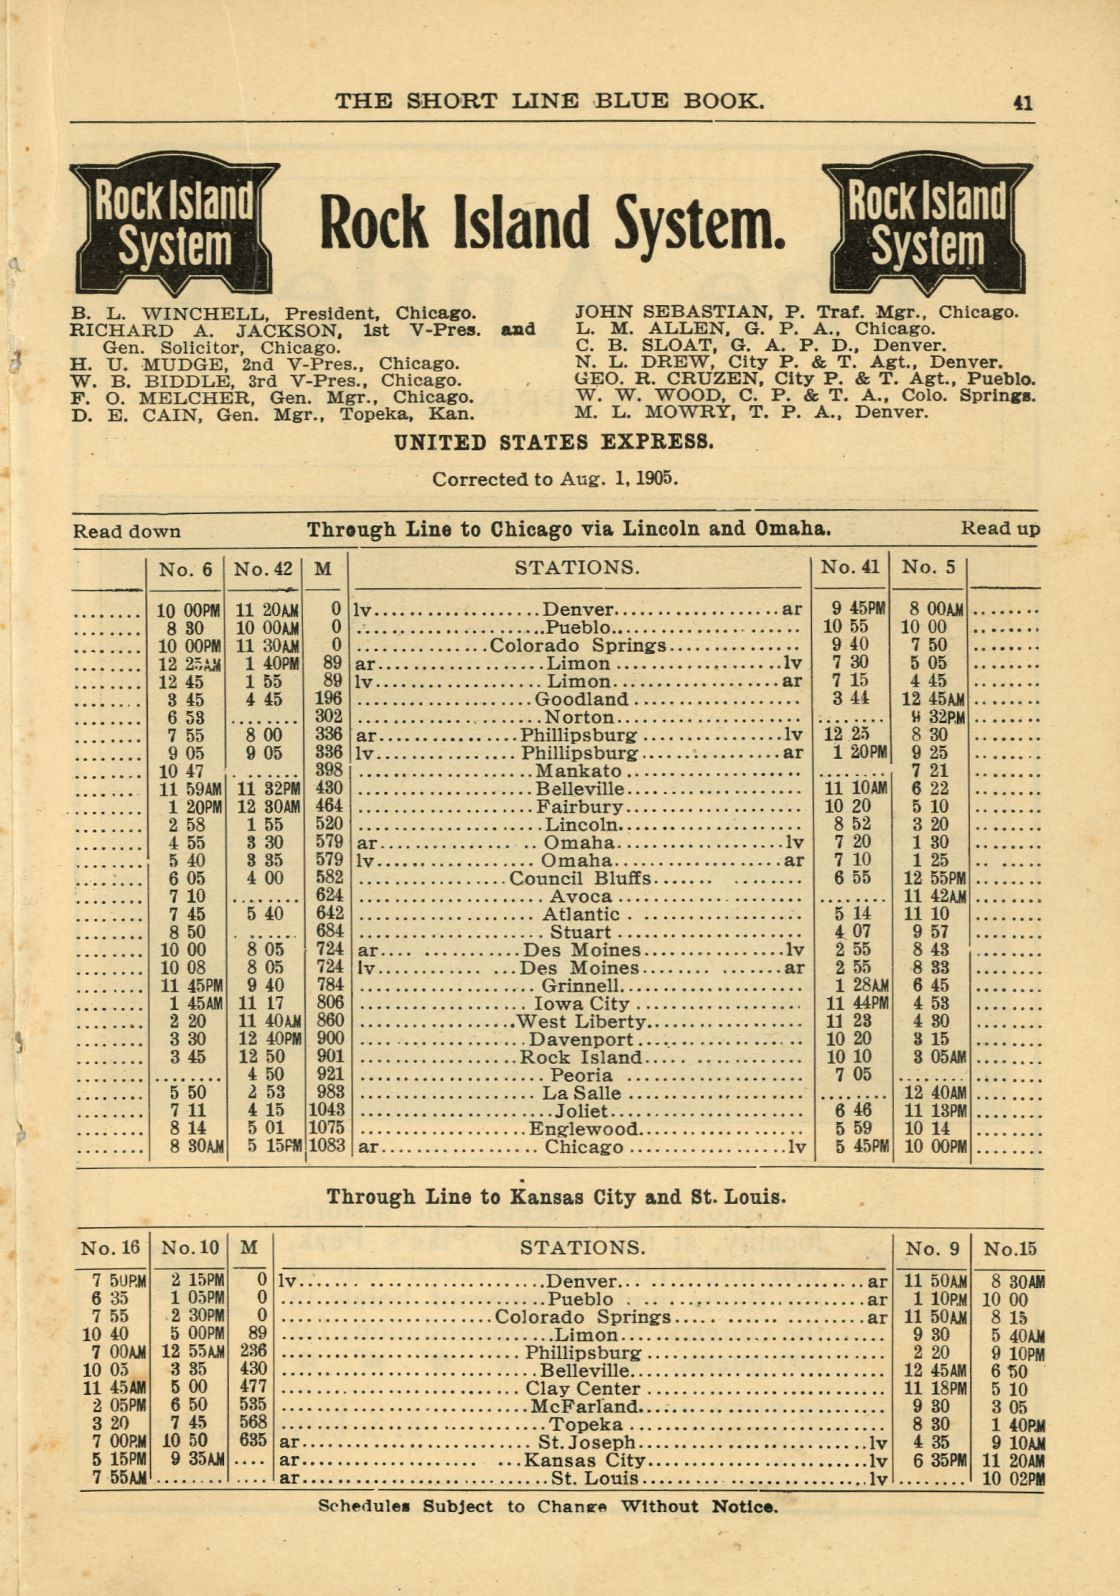 THE SHORT LINE BLUE BOOK. 41
Rock Island System
Rock Island System.
Rock Island System
B. L. WINCHELL, President, Chicago.
RICHARD A. JACKSON, 1st V-Pres. and
Gen. Solicitor, Chicago.
H. U. MUDGE, 2nd V-Pres., Chicago.
W. B. BIDDLE, 3rd V-Pres., Chicago.
F. O. MELCHER, Gen. Mgr., Chicago.
D. E. CAIN, Gen. Mgr., Topeka, Kan.
JOHN SEBASTIAN, P. Traf. Mgr., Chicago.
L. M. ALLEN, G. P. A., Chicago.
C. B. SLOAT, G. A. P. D., Denver.
N. L. DREW, City P. & T. Agt., Denver.
GEO. R. CRUZEN, City P. & T. Agt., Pueblo.
W. W. WOOD, C. P. & T. A., Colo. Springs.
M. L. MOWRY, T. P. A., Denver.
UNITED STATES EXPRESS.
Corrected to Aug. 1, 1905.
Read down Through Line to Chicago via Lincoln and Omaha. Read up
No. 6 No. 42 M STATIONS. No. 41 No. 5
10 00PM 11 20AM 0 lv Denver ar 9 45PM 8 00AM
8 30 10 00AM 0 Pueblo 10 55 10 00
10 00PM 11 30AM 0 Colorado Springs 9 40 7 50
12 25AM 1 40PM 89 ar Limon lv 7 30 5 05
12 45 1 55 89 lv Limon ar 7 15 4 45
3 45 4 45 196 Goodland 3 44 12 45AM
6 53 ........ 302 Norton ........ 32PM
7 55 8 00 336 ar Phillipsburg lv 12 25 8 30
9 05 9 05 336 lv Phillipsburg ar 1 20PM 9 25
10 47 ........ 398 Mankato ........ 7 21
11 59AM 11 32PM 430 Belleville 11 10AM 6 22
1 20PM 12 30AM 464 Fairbury 10 20 5 10
2 58 1 55 520 Lincoln 8 52 3 20
4 55 3 30 579 ar Omaha lv 7 20 1 30
5 40 3 35 579 lv Omaha ar 7 10 1 25
6 05 4 00 582 Council Bluffs 6 55 12 55PM
7 10 ........ 624 Avoca ........ 11 42AM
7 45 5 40 642 Atlantic 5 14 11 10
8 50 ........ 684 Stuart 4 07 9 57
10 00 8 05 724 ar Des Moines lv 2 55 8 43
10 08 8 05 724 lv Des Moines ar 2 55 8 33
11 45PM 9 40 784 Grinnell 1 28AM 6 45
1 45AM 11 17 806 Iowa City 11 44PM 4 53
2 20 11 40AM 860 West Liberty 11 23 4 30
3 30 12 40PM 900 Davenport 10 20 3 15
3 45 12 50 901 Rock Island 10 10 3 05AM
........ 4 50 921 Peoria 7 05 ........
5 50 2 53 983 La Salle ........ 12 40AM
7 11 4 15 1043 Joliet 6 46 11 13PM
8 14 5 01 1075 Englewood 5 59 10 14
8 30AM 5 15PM 1083 ar Chicago lv 5 45PM 10 00PM
Through Line to Kansas City and St. Louis.
No. 16 No. 10 M STATIONS. No. 9 No. 15
7 50PM 2 15PM 0 lv Denver ar 11 50AM 8 30AM
6 35 1 05PM 0 Pueblo ar 1 10PM 10 00
7 55 2 30PM 0 Colorado Springs ar 11 50AM 8 15
10 40 5 00PM 89 Limon 9 30 5 40AM
7 00AM 12 55AM 236 Phillipsburg 2 20 9 10PM
10 05 3 35 430 Belleville 12 45AM 6 50
11 45AM 5 00 477 Clay Center 11 18PM 5 10
2 05PM 6 50 535 McFarland 9 30 3 05
3 20 7 45 568 Topeka 8 30 1 40PM
7 00PM 10 50 635 ar St. Joseph lv 4 35 9 10AM
5 15PM 9 35AM .... ar Kansas City lv 6 35PM 11 20AM
7 55AM ........ .... ar St. Louis lv ........ 10 02PM
Schedules Subject to Change Without Notice.